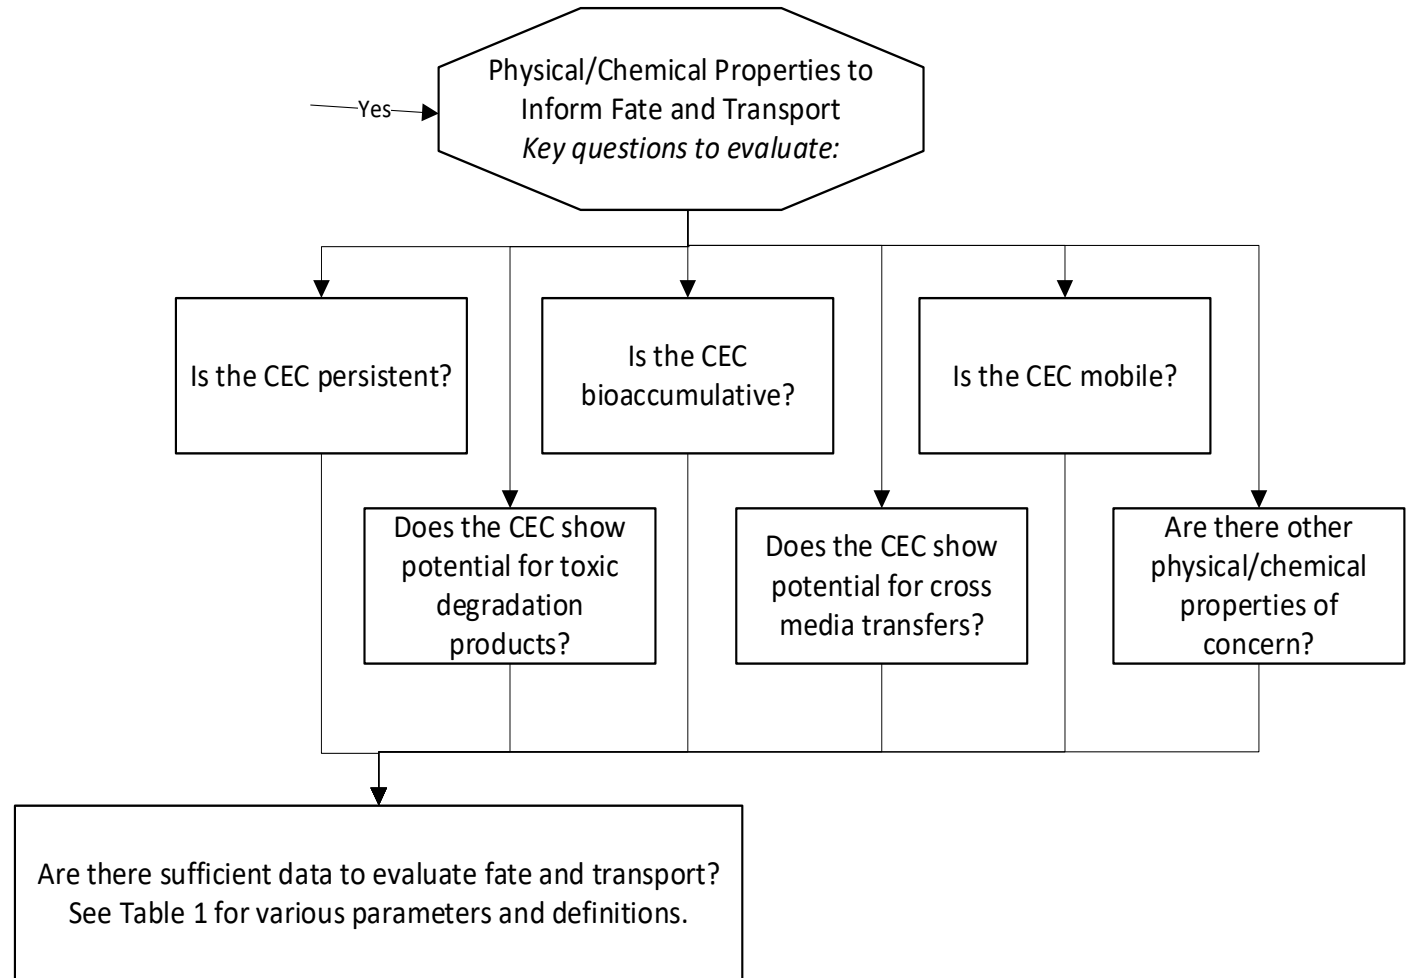 Physical/Chemical Properties to
Inform Fate and Transport
Key questions to evaluate:
Yes
Is the CEC persistent?
Is the CEC
bioaccumulative?
Is the CEC mobile?
Does the CEC show
potential for toxic
degradation
products?
Does the CEC show
potential for cross
media transfers?
Are there other
physical/chemical
properties of
concern?
Are there sufficient data to evaluate fate and transport?
See Table 1 for various parameters and definitions.